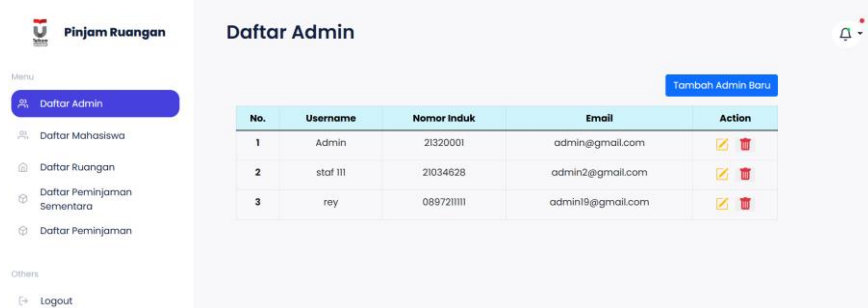 Pinjam Ruangan
Daftar Admin
Menu
Daftar Admin
Daftar Mahasiswa
Daftar Ruangan
Daftar Peminjaman
Sementara
Daftar Peminjaman
Others
Logout
Tambah Admin Baru
No. Username Nomor Induk Email Action
1 Admin 21320001 admin@gmail.com
2 staf 111 21034628 admin2@gmail.com
3 rey 0897211111 admin19@gmail.com